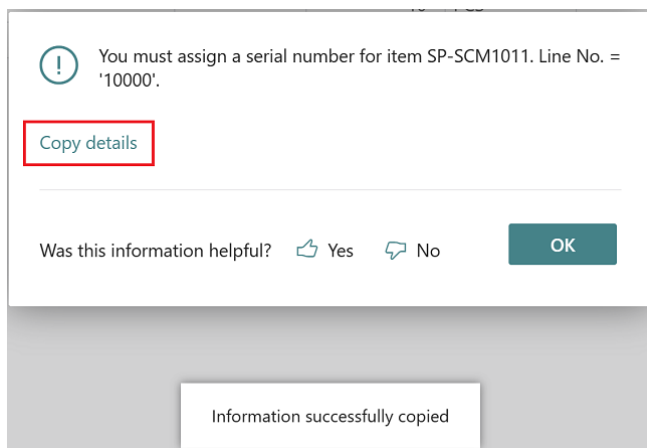 You must assign a serial number for item SP-SCM1011. Line No. =
'10000'.
Copy details
Was this information helpful? Yes No OK
Information successfully copied